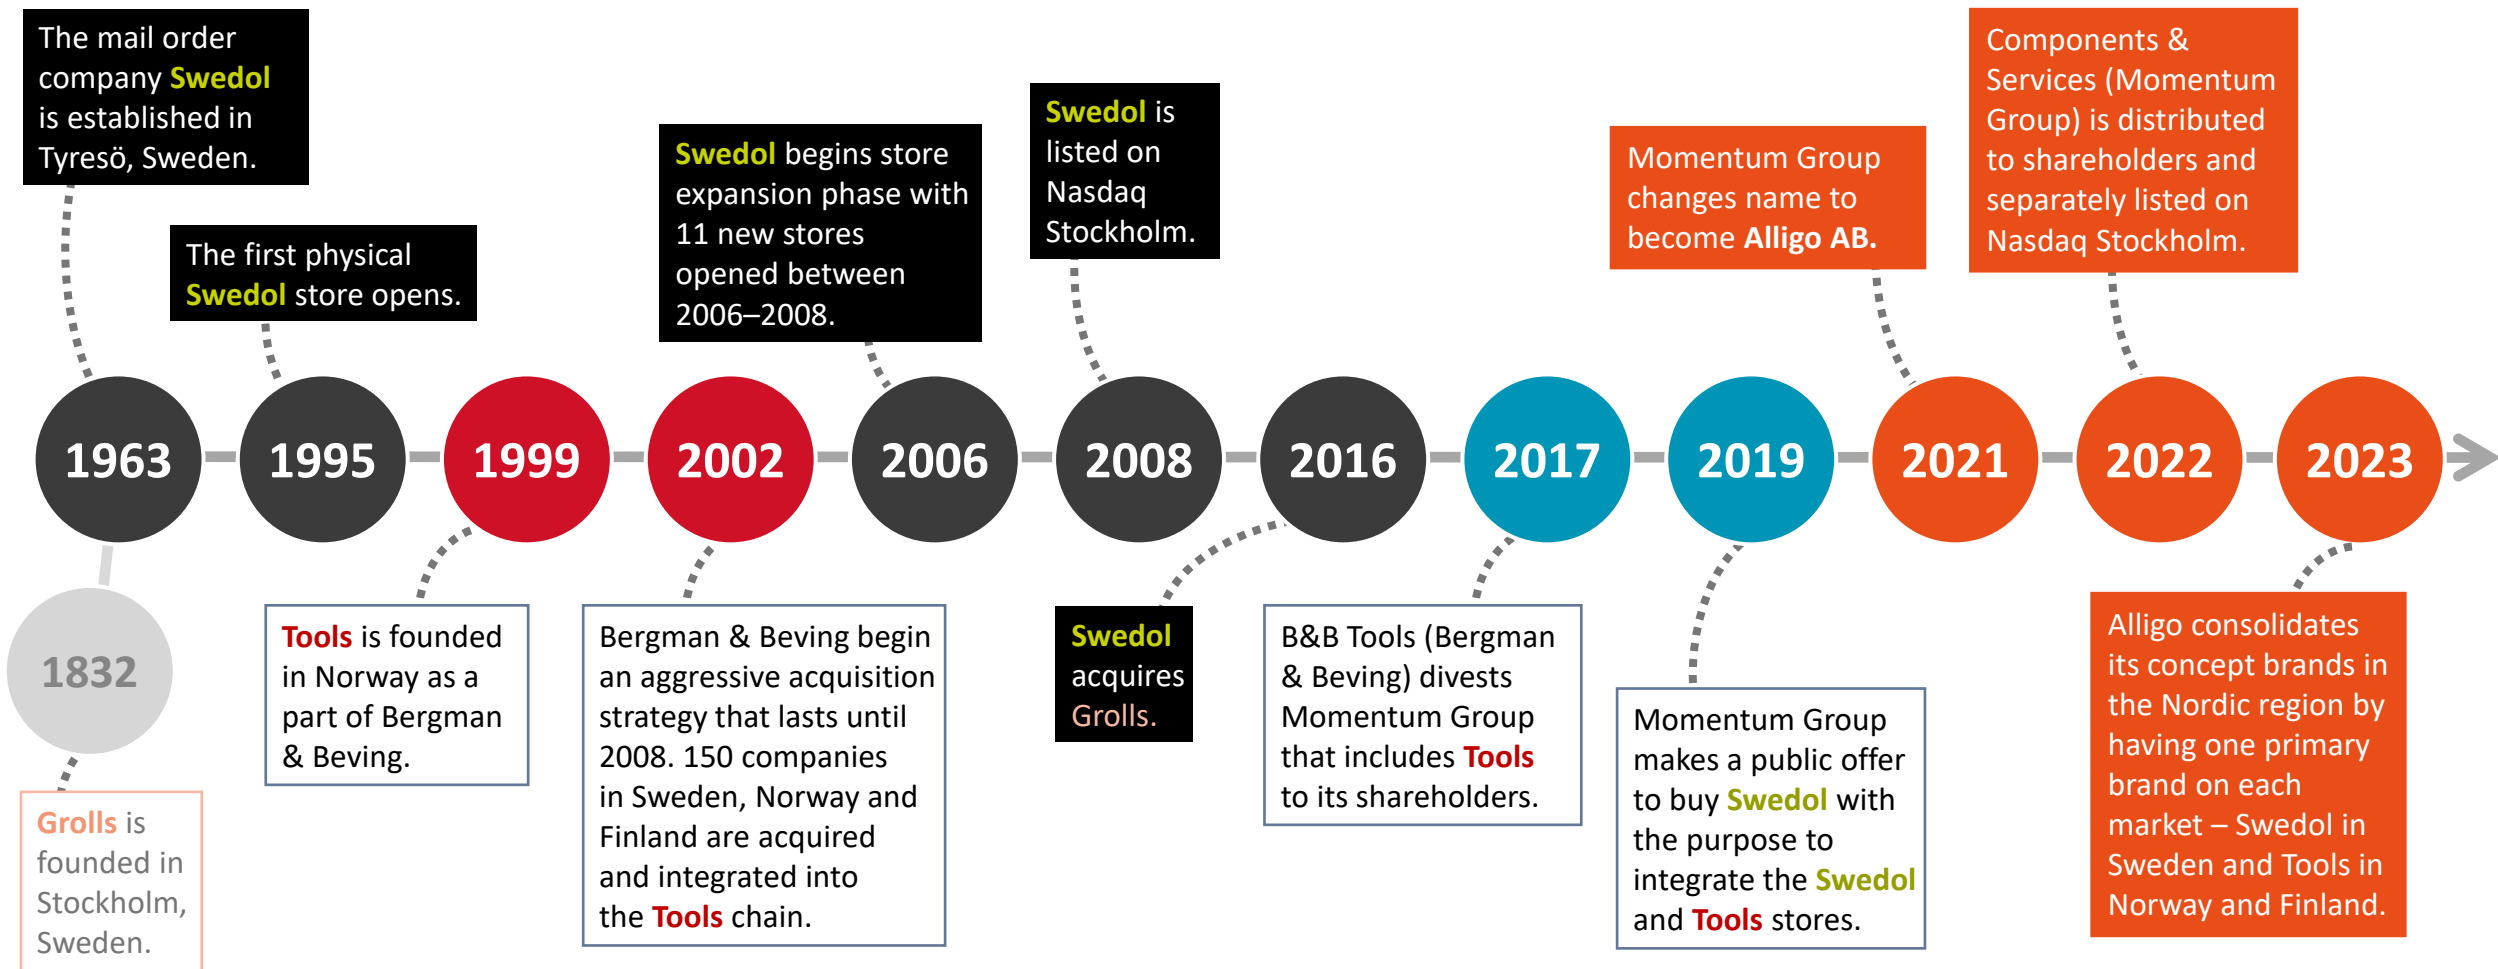 The mail order
company Swedol
is established in
Tyresö, Sweden.
The first physical
Swedol store opens.
Swedol begins store
expansion phase with
11 new stores
opened between
2006–2008.
Swedol is
listed on
Nasdaq
Stockholm.
Momentum Group
changes name to
become Alligo AB.
Components &
Services (Momentum
Group) is distributed
to shareholders and
separately listed on
Nasdaq Stockholm.
1963
1995
1999
2002
2006
2008
2016
2017
2019
2021
2022
2023
1832
Grolls is
founded in
Stockholm,
Sweden.
Tools is founded
in Norway as a
part of Bergman
& Beving.
Bergman & Beving begin
an aggressive acquisition
strategy that lasts until
2008. 150 companies
in Sweden, Norway and
Finland are acquired
and integrated into
the Tools chain.
Swedol
acquires
Grolls.
B&B Tools (Bergman
& Beving) divests
Momentum Group
that includes Tools
to its shareholders.
Momentum Group
makes a public offer
to buy Swedol with
the purpose to
integrate the Swedol
and Tools stores.
Alligo consolidates
its concept brands in
the Nordic region by
having one primary
brand on each
market – Swedol in
Sweden and Tools in
Norway and Finland.